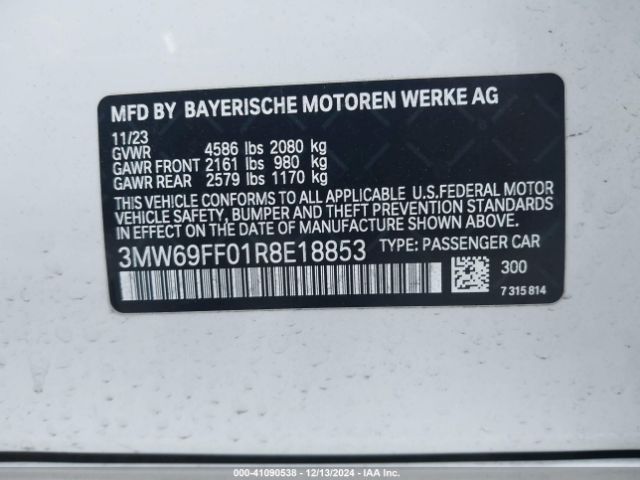 MFD BY BAYERISCHE MOTOREN WERKE AG
11/23
GVWR 4586 lbs 2080 kg
GAWR FRONT 2161 lbs 980 kg
GAWR REAR 2579 lbs 1170 kg
THIS VEHICLE CONFORMS TO ALL APPLICABLE U.S.FEDERAL MOTOR
VEHICLE SAFETY, BUMPER AND THEFT PREVENTION STANDARDS
IN EFFECT ON THE DATE OF MANUFACTURE SHOWN ABOVE.
3MW69FF01R8E18853 TYPE: PASSENGER CAR
300
7 315 814
000-41090538 - 12/13/2024 - IAAI.COM